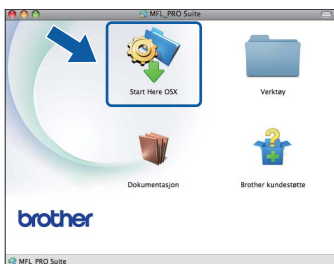 MFL_PRO Suite
Start Here OSX
Verktøy
Dokumentasjon
Brother kundestøtte
brother
MFL_PRO Suite